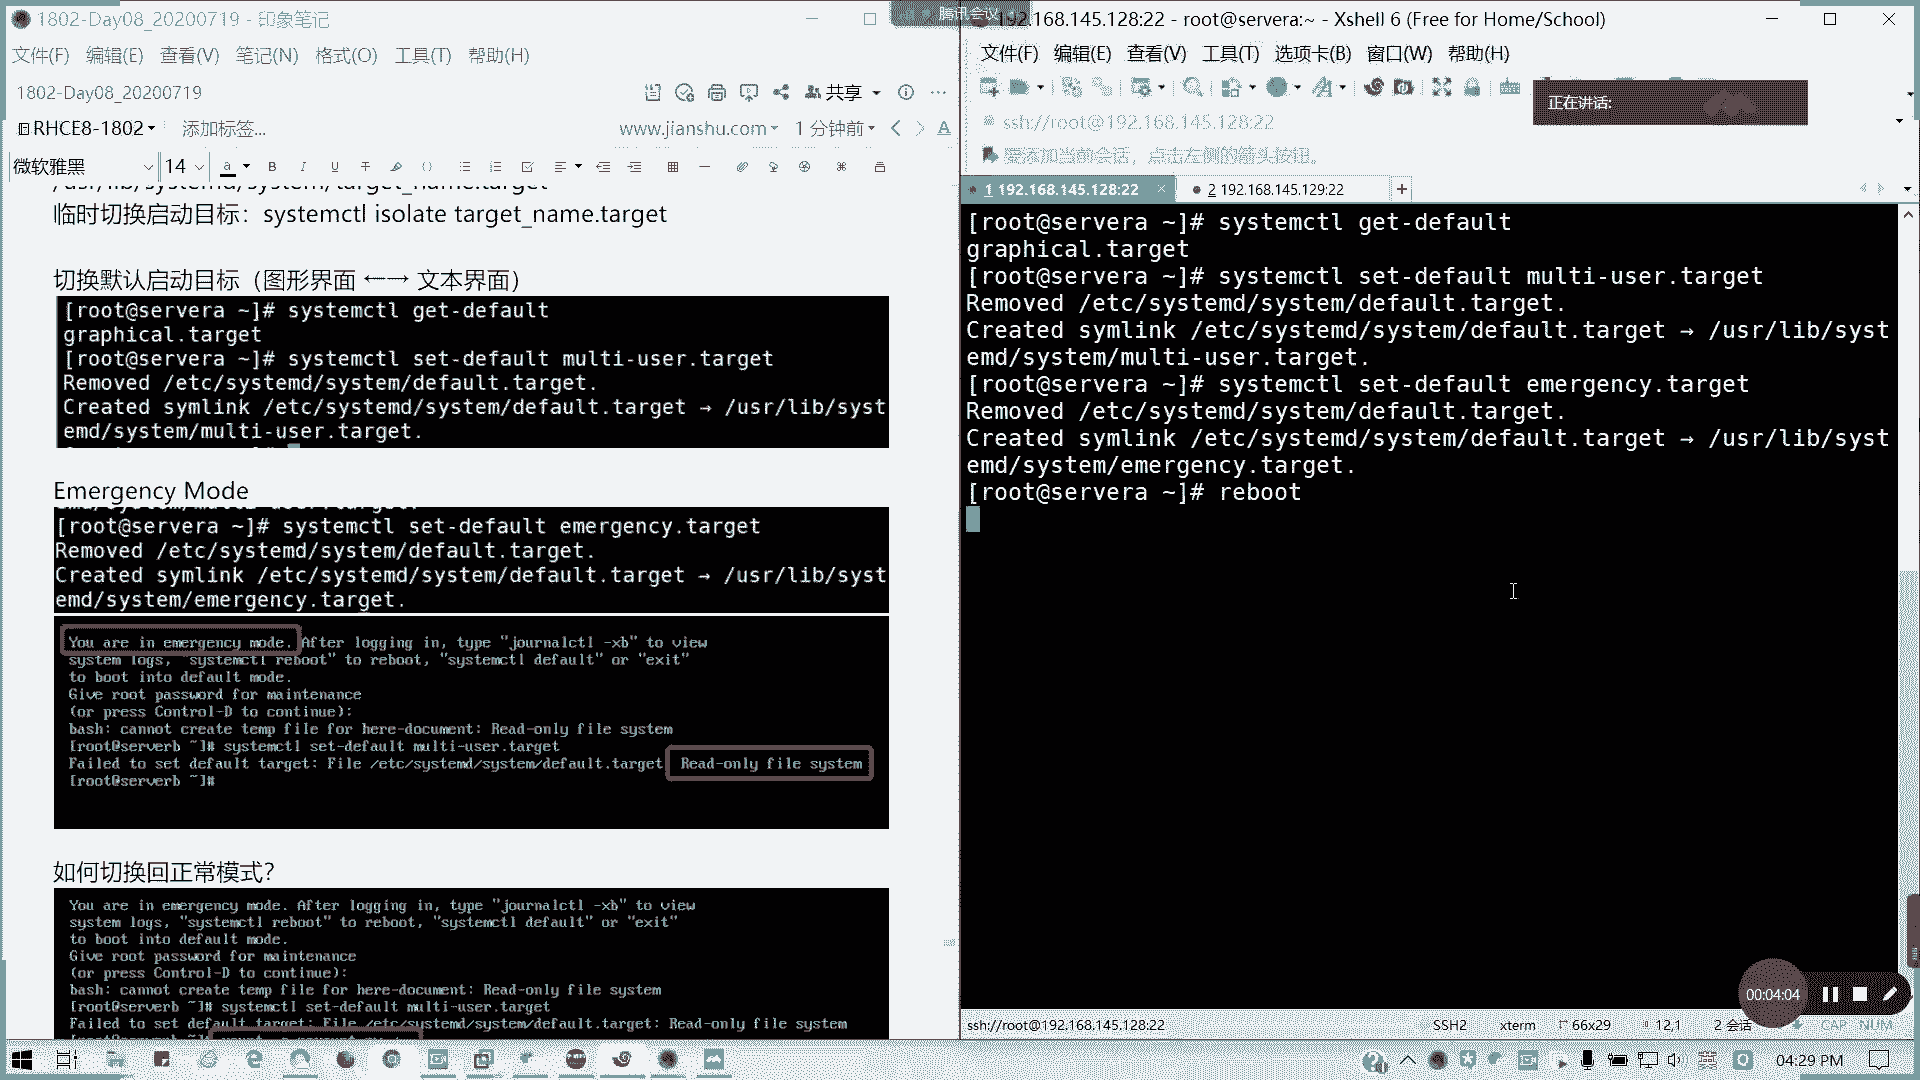 1802-Day08_20200719 - 印象笔记
文件(F) 编辑(E) 查看(V) 笔记(N) 格式(O) 工具(T) 帮助(H)
1802-Day08_20200719
共享
RHCE8-1802
添加标签...
www.jianshu.com
1 分钟前
微软雅黑
14
/usr/lib/systemd/system/target_name.target
临时切换启动目标：systemctl isolate target_name.target
切换默认启动目标（图形界面 ←→ 文本界面）
[root@servera ~]# systemctl get-default
graphical.target
[root@servera ~]# systemctl set-default multi-user.target
Removed /etc/systemd/system/default.target.
Created symlink /etc/systemd/system/default.target → /usr/lib/syst
emd/system/multi-user.target.
Emergency Mode
[root@servera ~]# systemctl set-default emergency.target
Removed /etc/systemd/system/default.target.
Created symlink /etc/systemd/system/default.target → /usr/lib/syst
emd/system/emergency.target.
You are in emergency mode. After logging in, type "journalctl -xb" to view
system logs, "systemctl reboot" to reboot, "systemctl default" or "exit"
to boot into default mode.
Give root password for maintenance
(or press Control-D to continue):
bash: cannot create temp file for here-document: Read-only file system
[root@serverb ~]# systemctl set-default multi-user.target
Failed to set default target: File /etc/systemd/system/default.target: Read-only file system
[root@serverb ~]#
如何切换回正常模式？
You are in emergency mode. After logging in, type "journalctl -xb" to view
system logs, "systemctl reboot" to reboot, "systemctl default" or "exit"
to boot into default mode.
Give root password for maintenance
(or press Control-D to continue):
bash: cannot create temp file for here-document: Read-only file system
[root@serverb ~]# systemctl set-default multi-user.target
Failed to set default target: File /etc/systemd/system/default.target: Read-only file system
腾讯会议
192.168.145.128:22 - root@servera:~ - Xshell 6 (Free for Home/School)
文件(F) 编辑(E) 查看(V) 工具(T) 选项卡(B) 窗口(W) 帮助(H)
正在讲话:
ssh://root@192.168.145.128:22
要添加当前会话，点击左侧的箭头按钮。
1 192.168.145.128:22
2 192.168.145.129:22
[root@servera ~]# systemctl get-default
graphical.target
[root@servera ~]# systemctl set-default multi-user.target
Removed /etc/systemd/system/default.target.
Created symlink /etc/systemd/system/default.target → /usr/lib/syst
emd/system/multi-user.target.
[root@servera ~]# systemctl set-default emergency.target
Removed /etc/systemd/system/default.target.
Created symlink /etc/systemd/system/default.target → /usr/lib/syst
emd/system/emergency.target.
[root@servera ~]# reboot
00:04:04
ssh://root@192.168.145.128:22
SSH2 xterm 66x29 12,1 2 会话 CAP NUM
04:29 PM